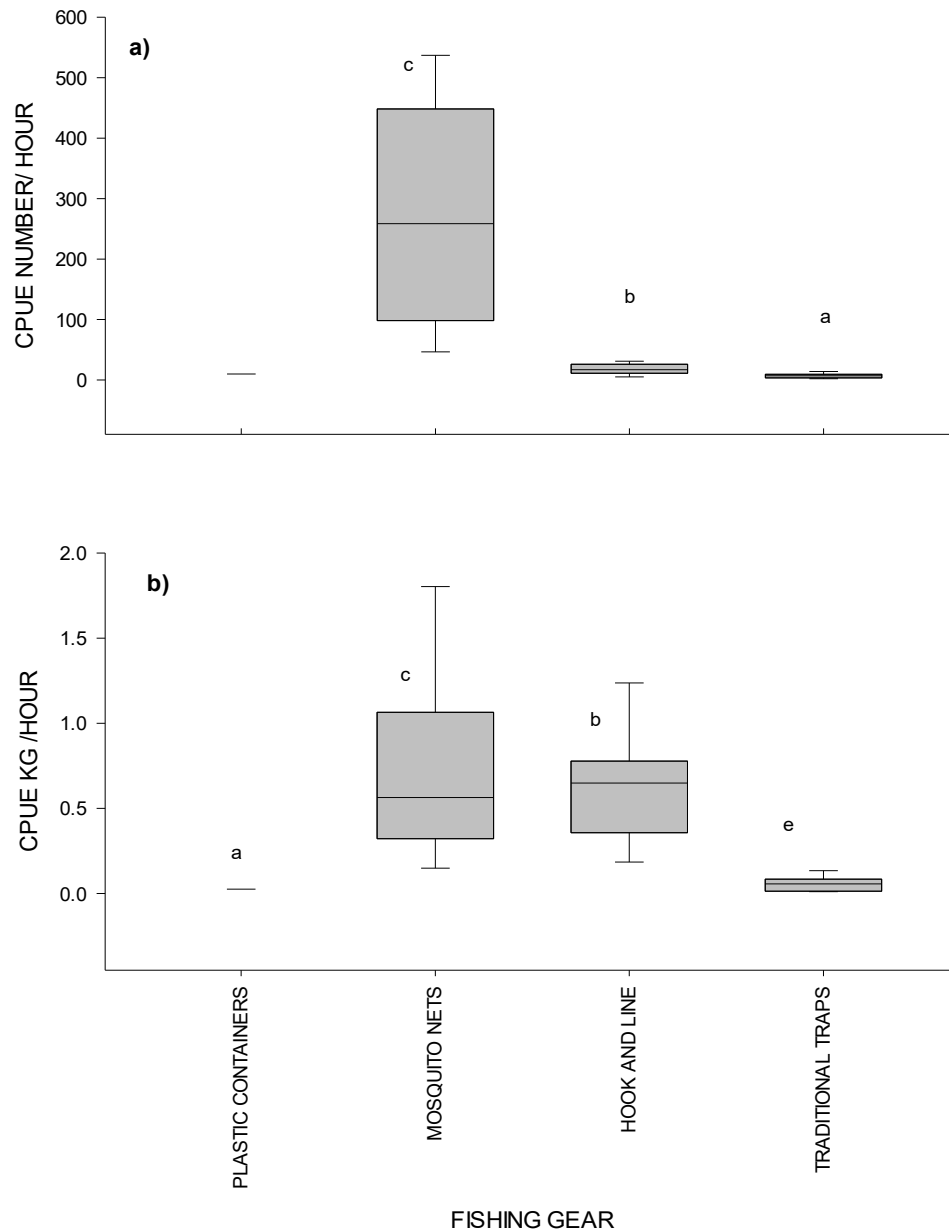 a)
CPUE NUMBER/ HOUR
600
500
400
300
200
100
0
c
b
a
b)
CPUE KG /HOUR
2.0
1.5
1.0
0.5
0.0
a
c
b
e
PLASTIC CONTAINERS
MOSQUITO NETS
HOOK AND LINE
TRADITIONAL TRAPS
FISHING GEAR